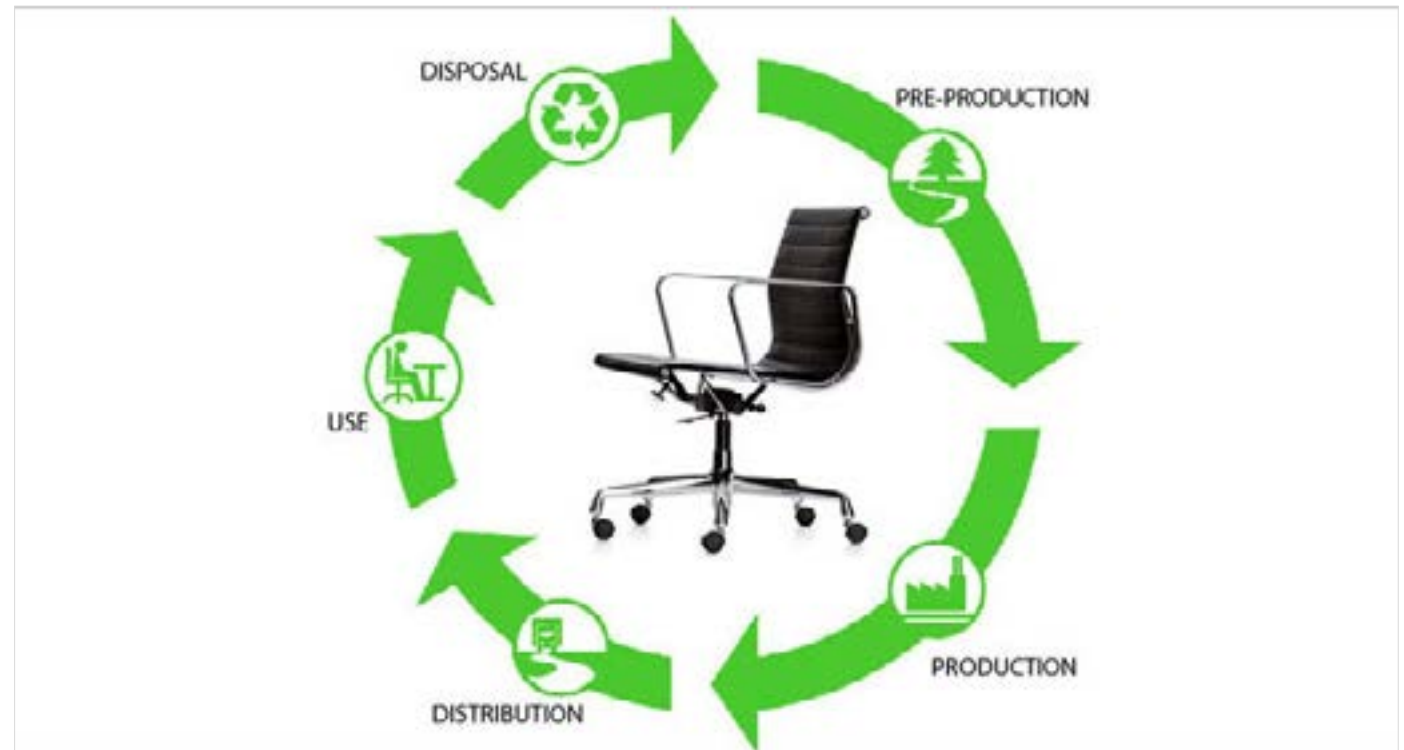 DISPOSAL
PRE-PRODUCTION
USE
PRODUCTION
DISTRIBUTION